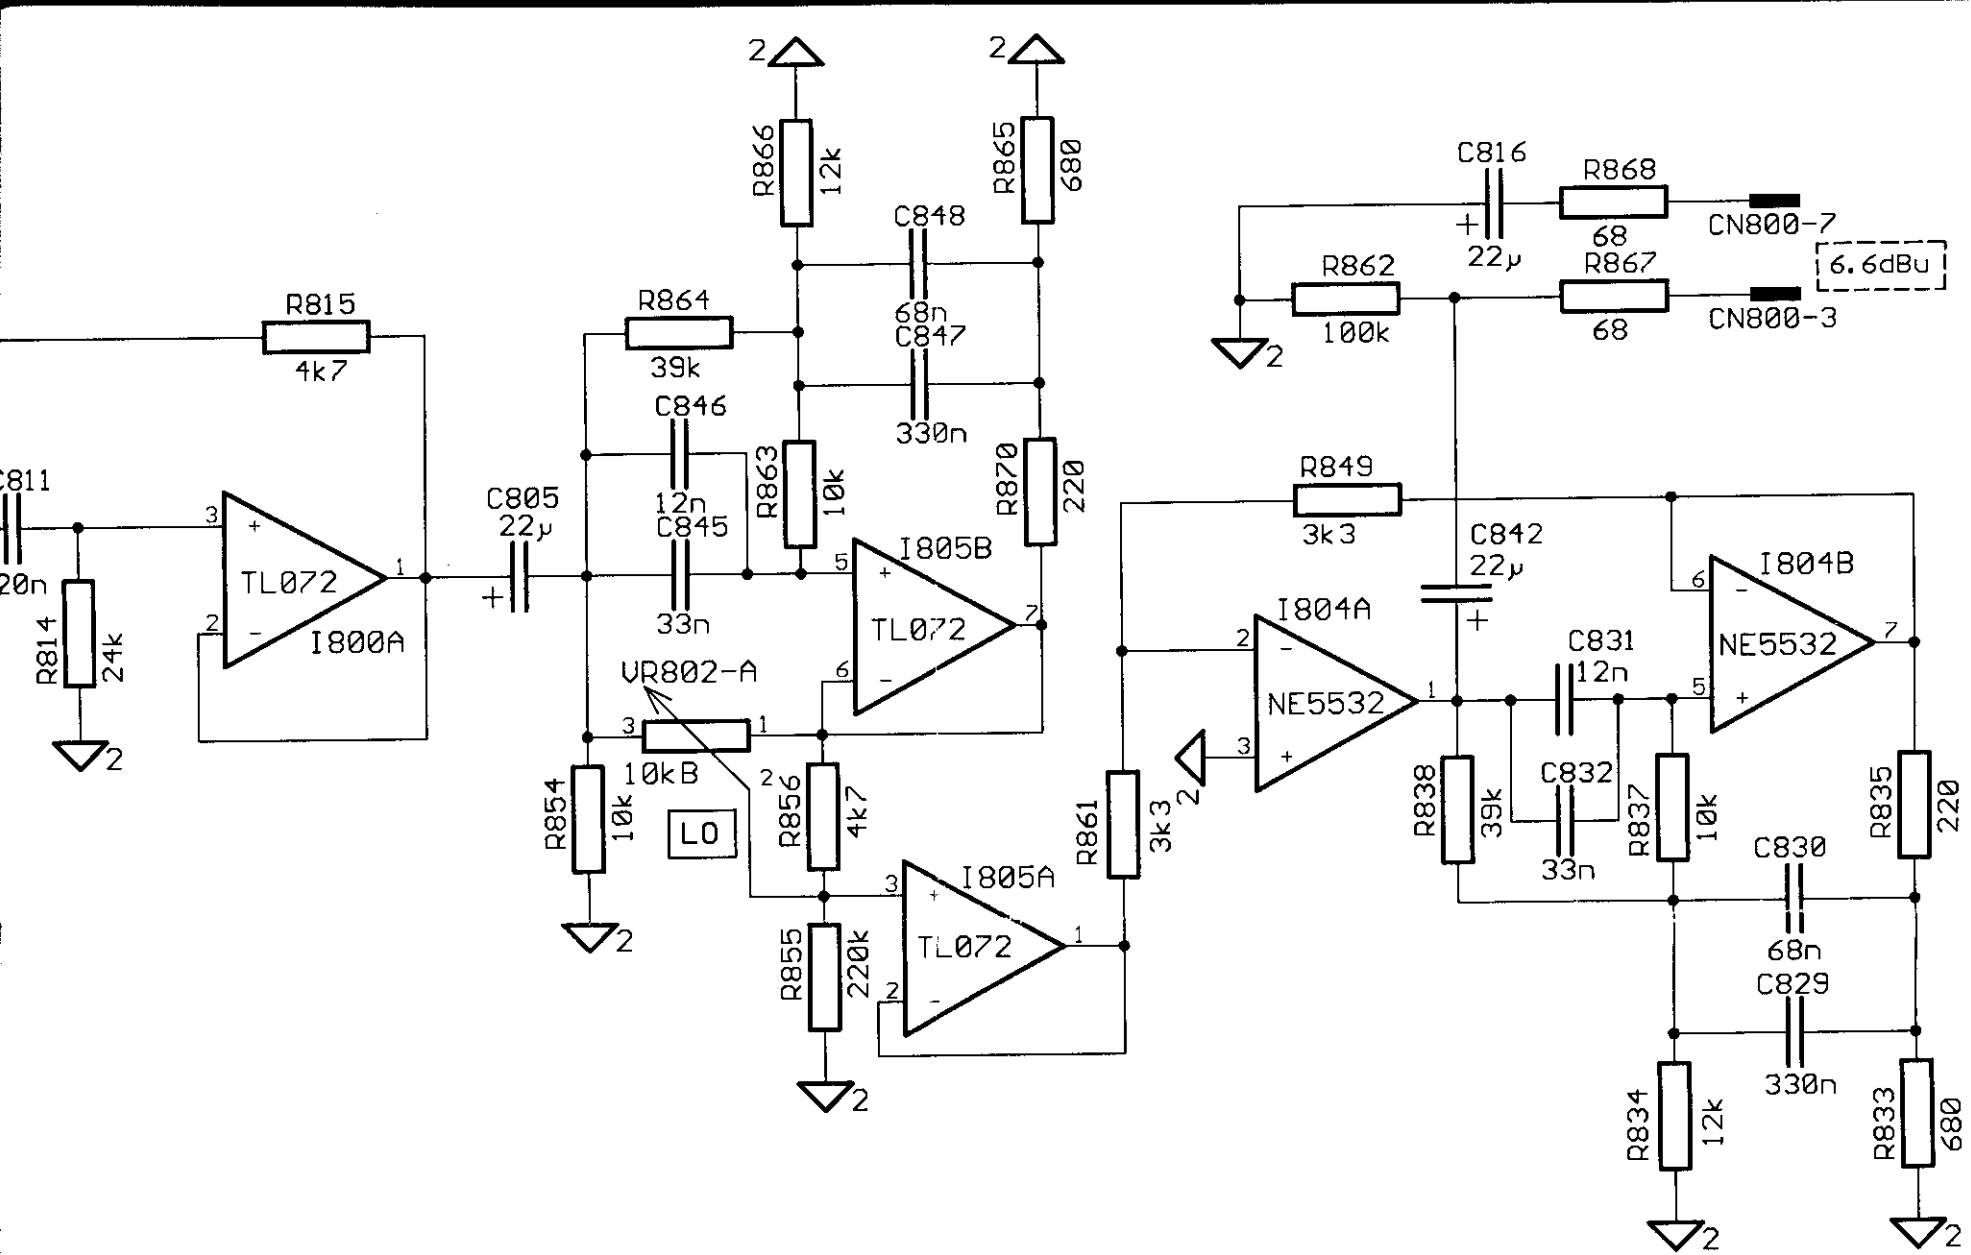 2
2
R866
12k
R865
680
C816
R868
+
22µ
68
CN800-7
C848
68n
C847
330n
R862
100k
R867
68
CN800-3
6.6dBu
2
R815
4k7
R864
39k
C846
12n
C845
33n
R863
10k
R870
220
R849
3k3
C811
20n
R814
24k
2
3
+
TL072
1
2
-
I800A
C805
22µ
+
5
+
I805B
TL072
7
6
-
C842
22µ
+
I804A
2
-
NE5532
1
3
+
2
C831
12n
C832
33n
I804B
6
-
NE5532
7
5
+
VR802-A
3
1
10kB
2
LO
R854
10k
2
R856
4k7
R855
220k
2
3
+
I805A
TL072
1
2
-
R861
3k3
R838
39k
R837
10k
R835
220
C830
68n
C829
330n
R834
12k
R833
680
2
2